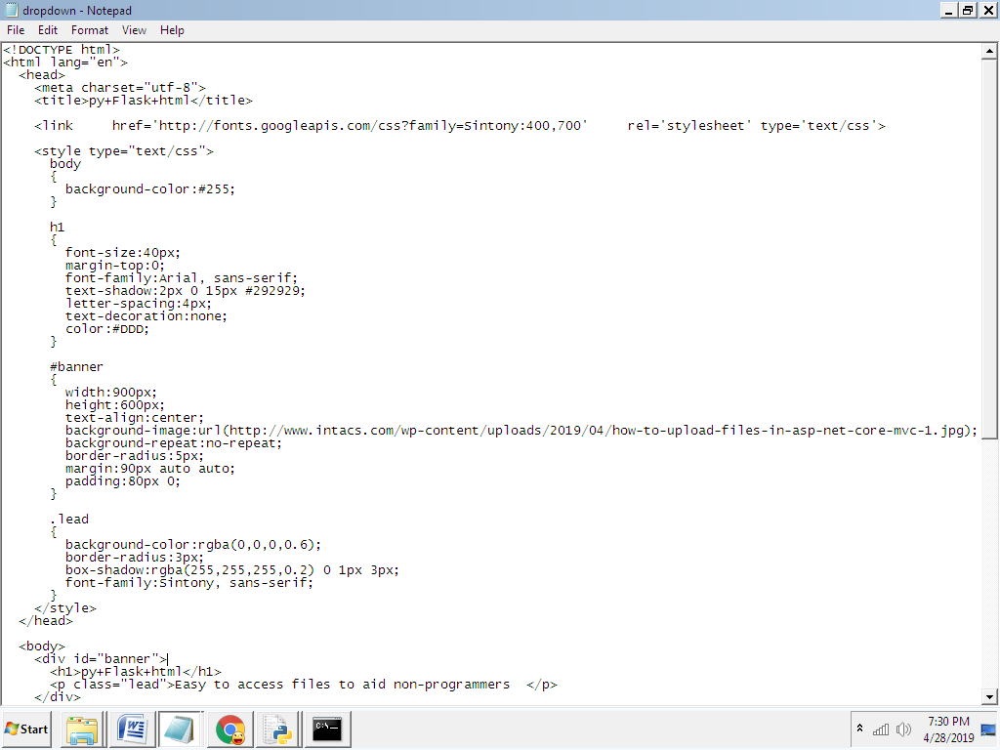 dropdown - Notepad
File Edit Format View Help
<!DOCTYPE html>
<html lang="en">
  <head>
    <meta charset="utf-8">
    <title>py+Flask+html</title>

    <link     href='http://fonts.googleapis.com/css?family=Sintony:400,700'     rel='stylesheet' type='text/css'>

    <style type="text/css">
      body
      {
        background-color:#255;
      }

      h1
      {
        font-size:40px;
        margin-top:0;
        font-family:Arial, sans-serif;
        text-shadow:2px 0 15px #292929;
        letter-spacing:4px;
        text-decoration:none;
        color:#DDD;
      }

      #banner
      {
        width:900px;
        height:600px;
        text-align:center;
        background-image:url(http://www.intacs.com/wp-content/uploads/2019/04/how-to-upload-files-in-asp-net-core-mvc-1.jpg);
        background-repeat:no-repeat;
        border-radius:5px;
        margin:90px auto auto;
        padding:80px 0;
      }

      .lead
      {
        background-color:rgba(0,0,0,0.6);
        border-radius:3px;
        box-shadow:rgba(255,255,255,0.2) 0 1px 3px;
        font-family:Sintony, sans-serif;
      }
    </style>
  </head>

  <body>
    <div id="banner">
      <h1>py+Flask+html</h1>
      <p class="lead">Easy to access files to aid non-programmers  </p>
    </div>
Start
C:\_
7:30 PM
4/28/2019